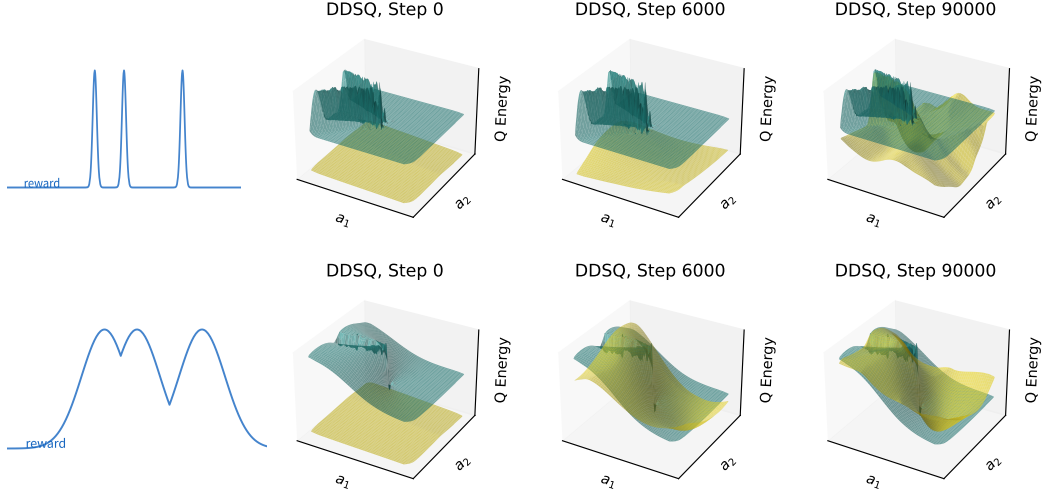 DDSQ, Step 0
DDSQ, Step 6000
DDSQ, Step 90000
reward
Q Energy
Q Energy
Q Energy
a₁
a₂
a₁
a₂
a₁
a₂
DDSQ, Step 0
DDSQ, Step 6000
DDSQ, Step 90000
reward
Q Energy
Q Energy
Q Energy
a₁
a₂
a₁
a₂
a₁
a₂